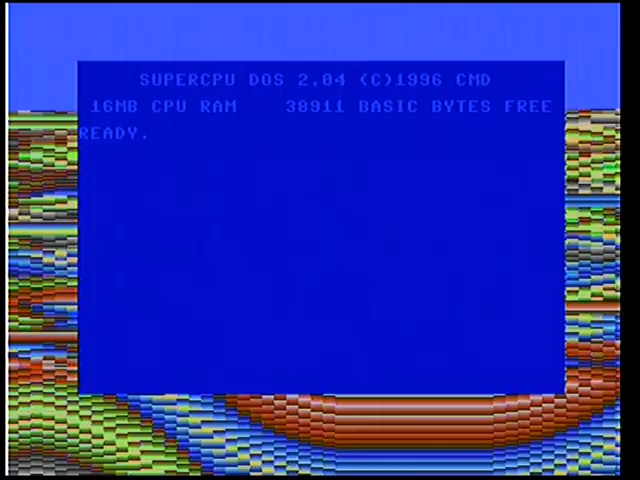 SUPERCPU DOS 2.04 (C)1996 CMD
16MB CPU RAM 38911 BASIC BYTES FREE
READY.